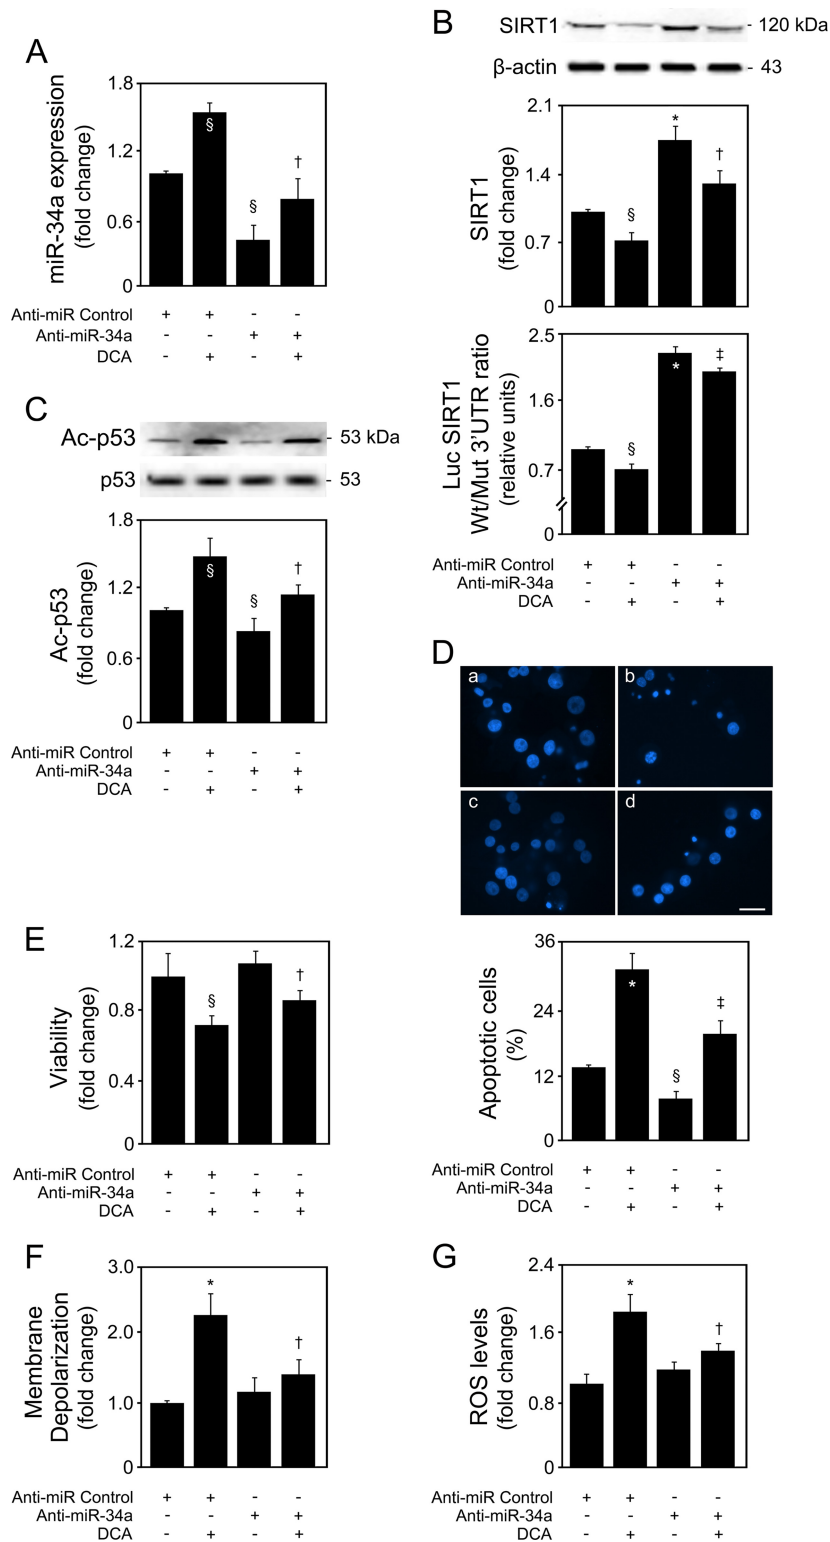 A
1.8
1.2
0.6
0
miR-34a expression
(fold change)
§
§
†
Anti-miR Control + + - -
Anti-miR-34a - - + +
DCA - + - +
B
SIRT1 - 120 kDa
β-actin - 43
2.1
1.4
0.7
0
SIRT1
(fold change)
§
*
†
2.5
1.6
0.7
0
Luc SIRT1
Wt/Mut 3'UTR ratio
(relative units)
§
*
‡
Anti-miR Control + + - -
Anti-miR-34a - - + +
DCA - + - +
C
Ac-p53 - 53 kDa
p53 - 53
1.8
1.2
0.6
0
Ac-p53
(fold change)
§
§
†
Anti-miR Control + + - -
Anti-miR-34a - - + +
DCA - + - +
D
a b
c d
36
24
12
0
Apoptotic cells
(%)
*
§
‡
Anti-miR Control + + - -
Anti-miR-34a - - + +
DCA - + - +
E
1.2
0.8
0.4
0
Viability
(fold change)
§
†
Anti-miR Control + + - -
Anti-miR-34a - - + +
DCA - + - +
F
3.0
2.0
1.0
0
Membrane
Depolarization
(fold change)
*
†
Anti-miR Control + + - -
Anti-miR-34a - - + +
DCA - + - +
G
2.4
1.6
0.8
0
ROS levels
(fold change)
*
†
Anti-miR Control + + - -
Anti-miR-34a - - + +
DCA - + - +